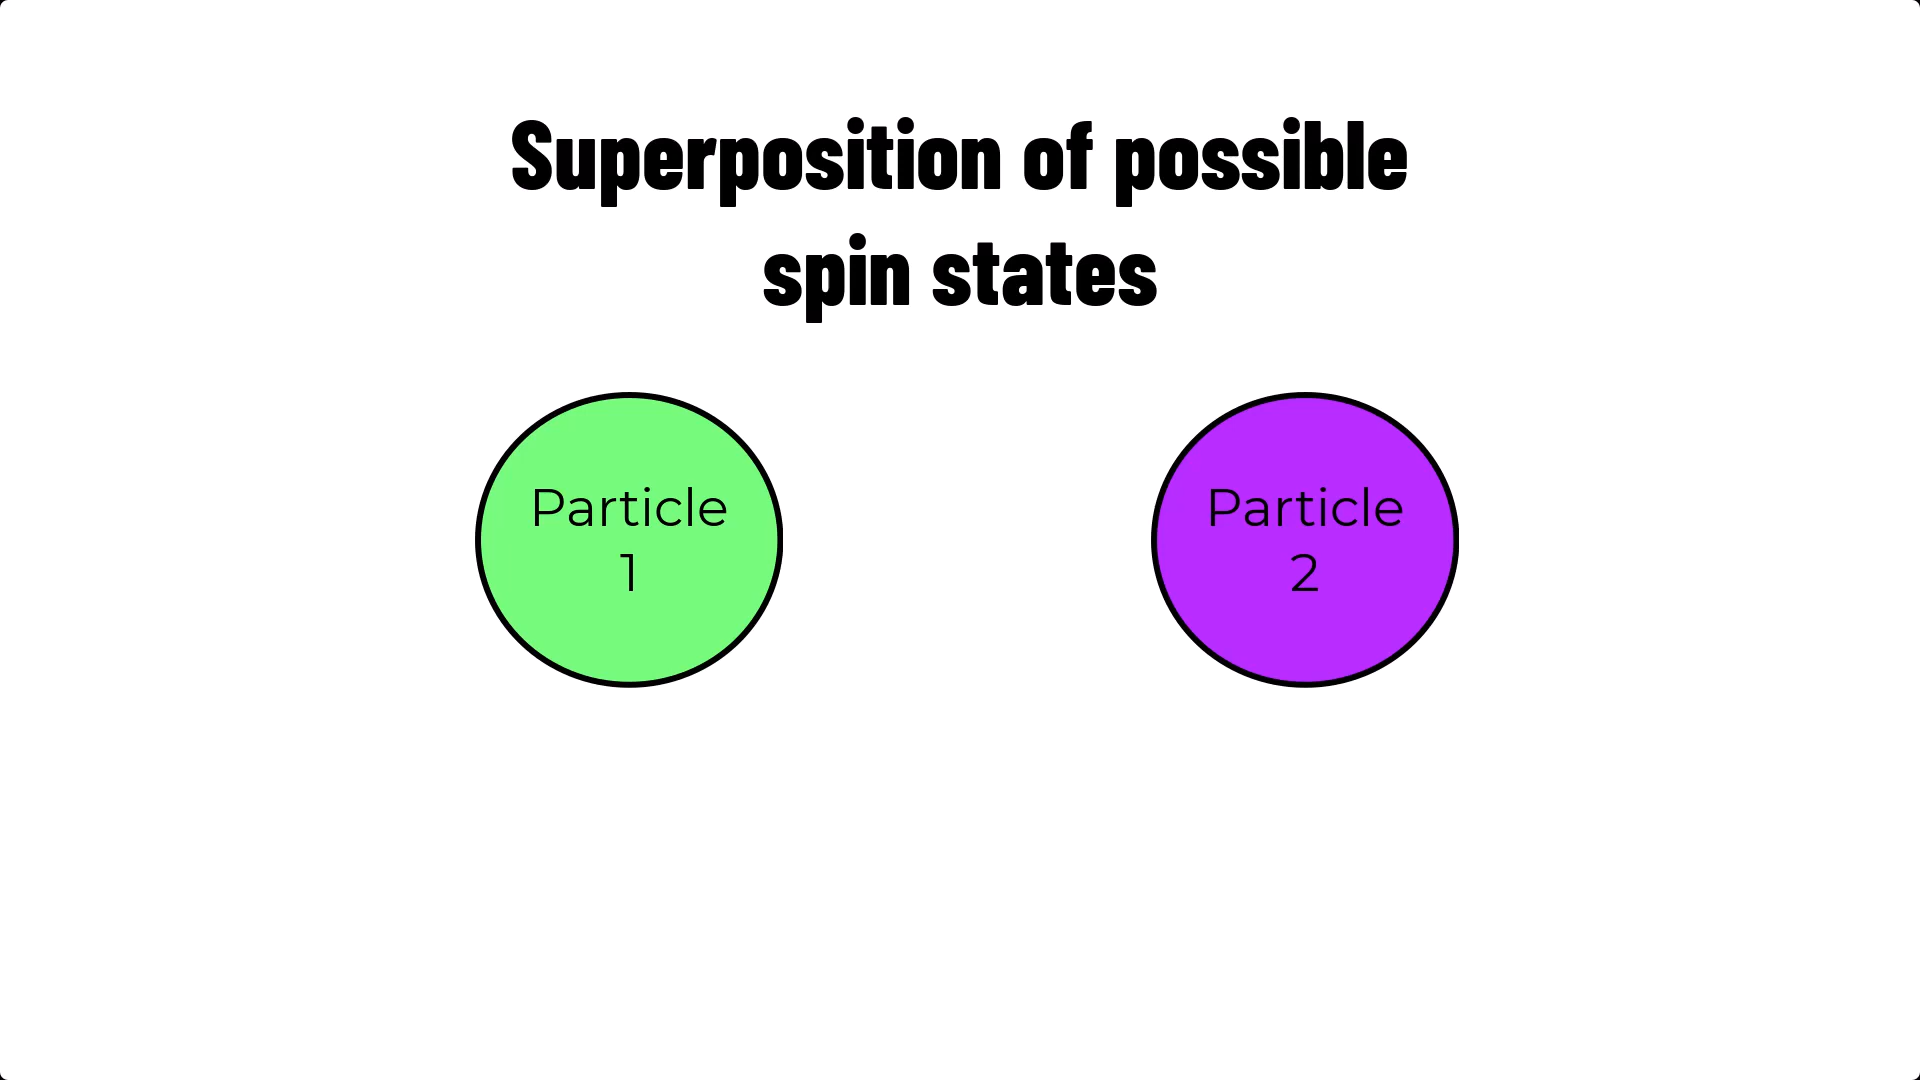 Superposition of possible
spin states
Particle
1
Particle
2